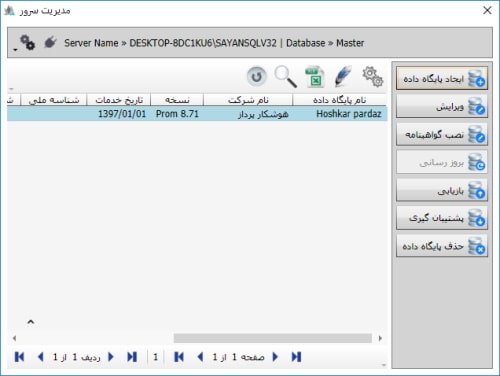 مدیریت سرور
Server Name » DESKTOP-8DC1KU6\SAYANSQLV32 | Database » Master
نام پایگاه داده نام شرکت نسخه تاریخ خدمات شناسه ملی
Hoshkar pardaz هوشکار پرداز Prom 8.71 1397/01/01
ایجاد پایگاه داده
ویرایش
نصب گواهینامه
بروز رسانی
بازیابی
پشتیبان گیری
حذف پایگاه داده
صفحه 1 از 1
1
ردیف 1 از 1